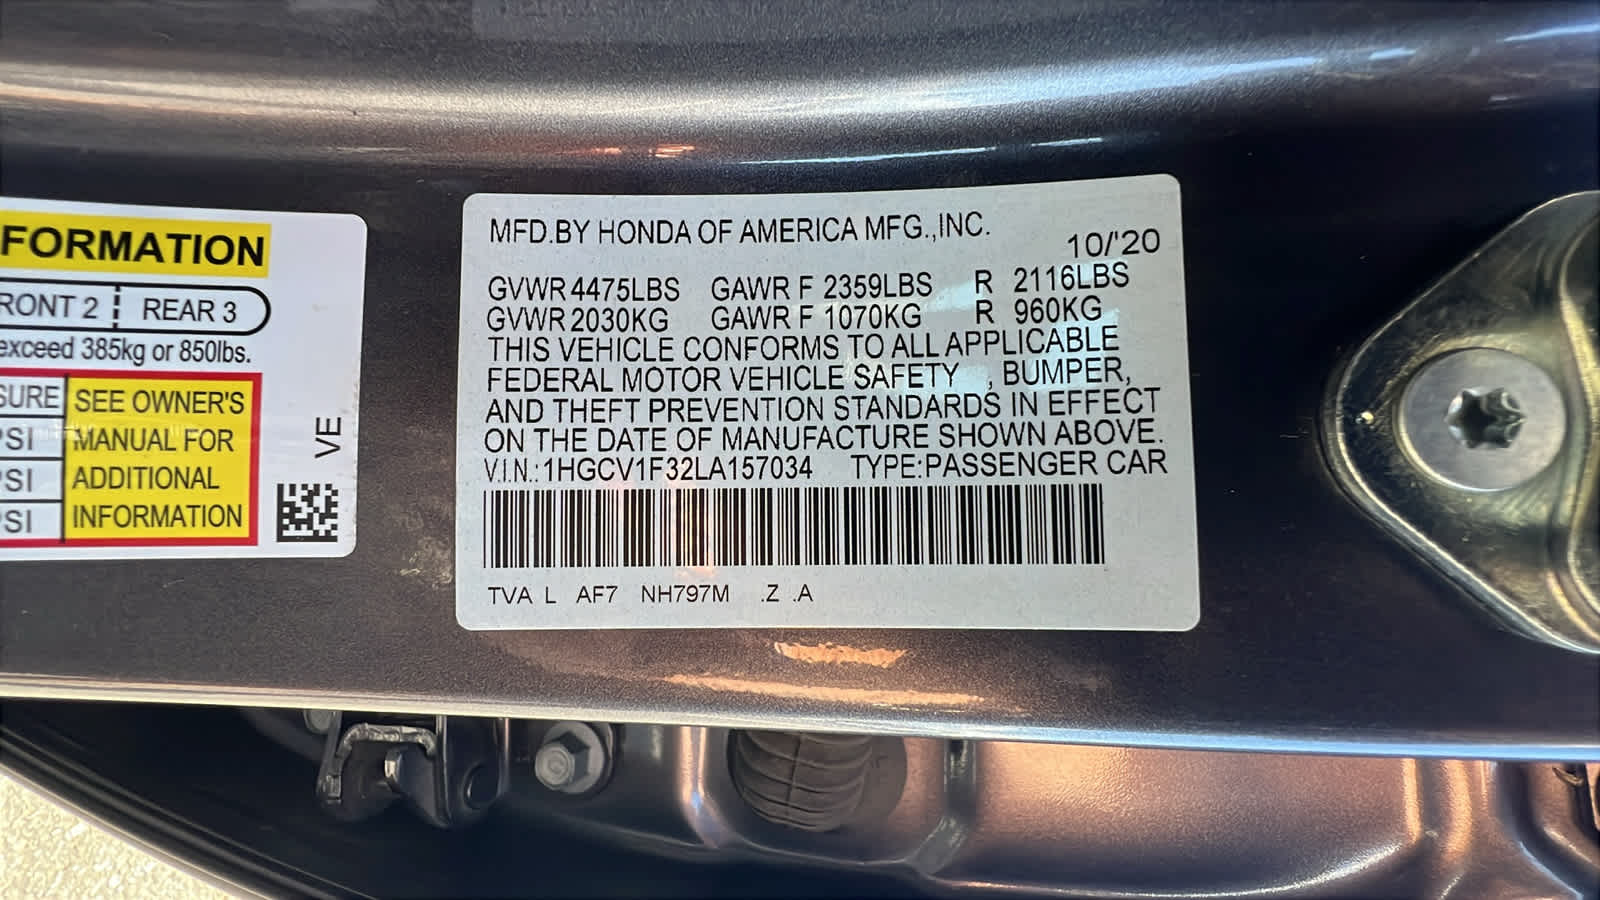 FORMATION
RONT 2 REAR 3
exceed 385kg or 850lbs.
SURE
PSI
PSI
PSI
SEE OWNER'S
MANUAL FOR
ADDITIONAL
INFORMATION
VE
MFD.BY HONDA OF AMERICA MFG.,INC.
10/'20
GVWR 4475LBS GAWR F 2359LBS R 2116LBS
GVWR 2030KG GAWR F 1070KG R 960KG
THIS VEHICLE CONFORMS TO ALL APPLICABLE
FEDERAL MOTOR VEHICLE SAFETY , BUMPER,
AND THEFT PREVENTION STANDARDS IN EFFECT
ON THE DATE OF MANUFACTURE SHOWN ABOVE.
V.I.N.:1HGCV1F32LA157034 TYPE:PASSENGER CAR
TVA L AF7 NH797M .Z .A